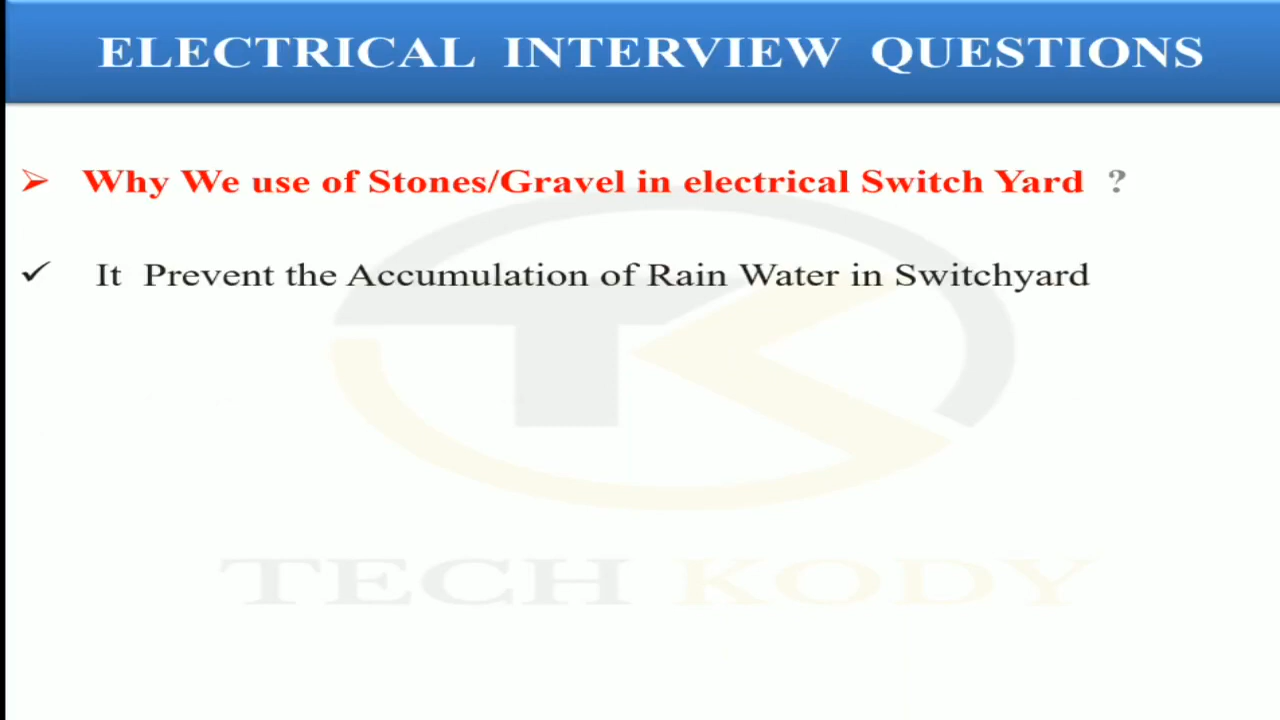 ELECTRICAL INTERVIEW QUESTIONS
➢ Why We use of Stones/Gravel in electrical Switch Yard ?
✓ It Prevent the Accumulation of Rain Water in Switchyard
TECH KODY